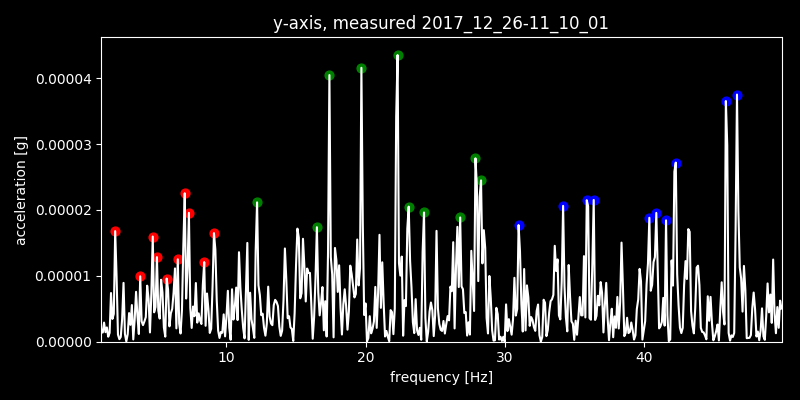 y-axis, measured 2017_12_26-11_10_01
0.00004
0.00003
0.00002
0.00001
0.00000
acceleration [g]
10 20 30 40
frequency [Hz]